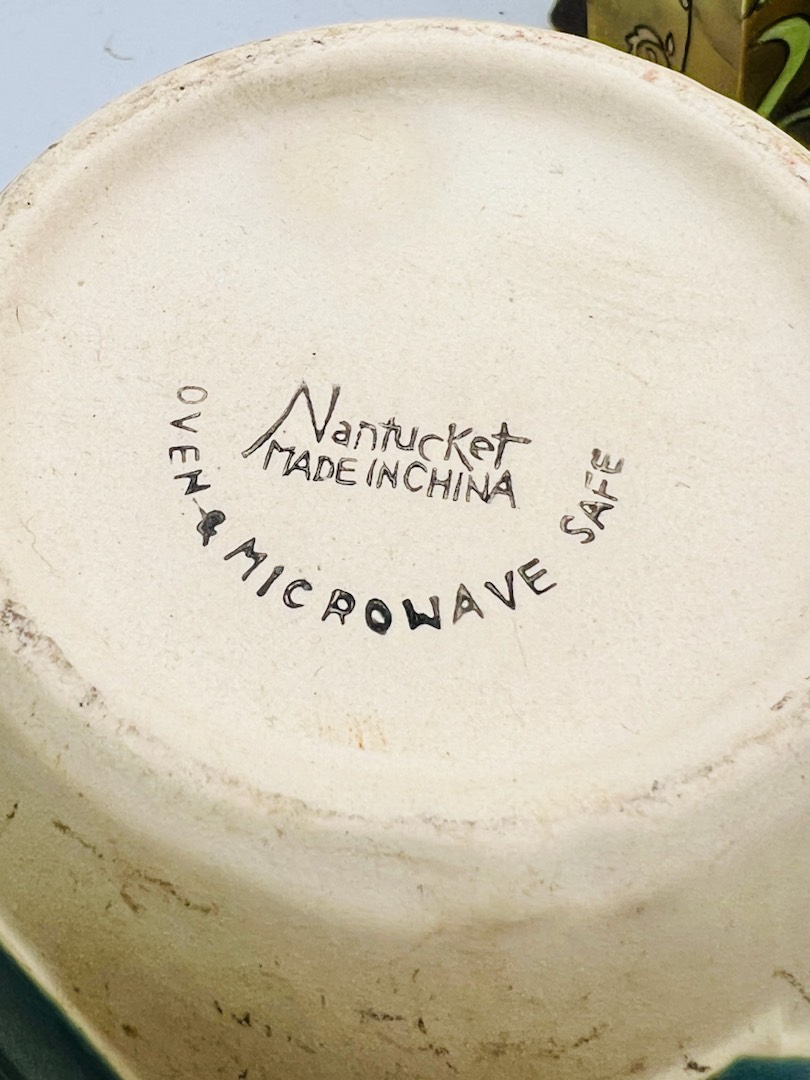 Nantucket
MADE IN CHINA
OVEN & MICROWAVE SAFE